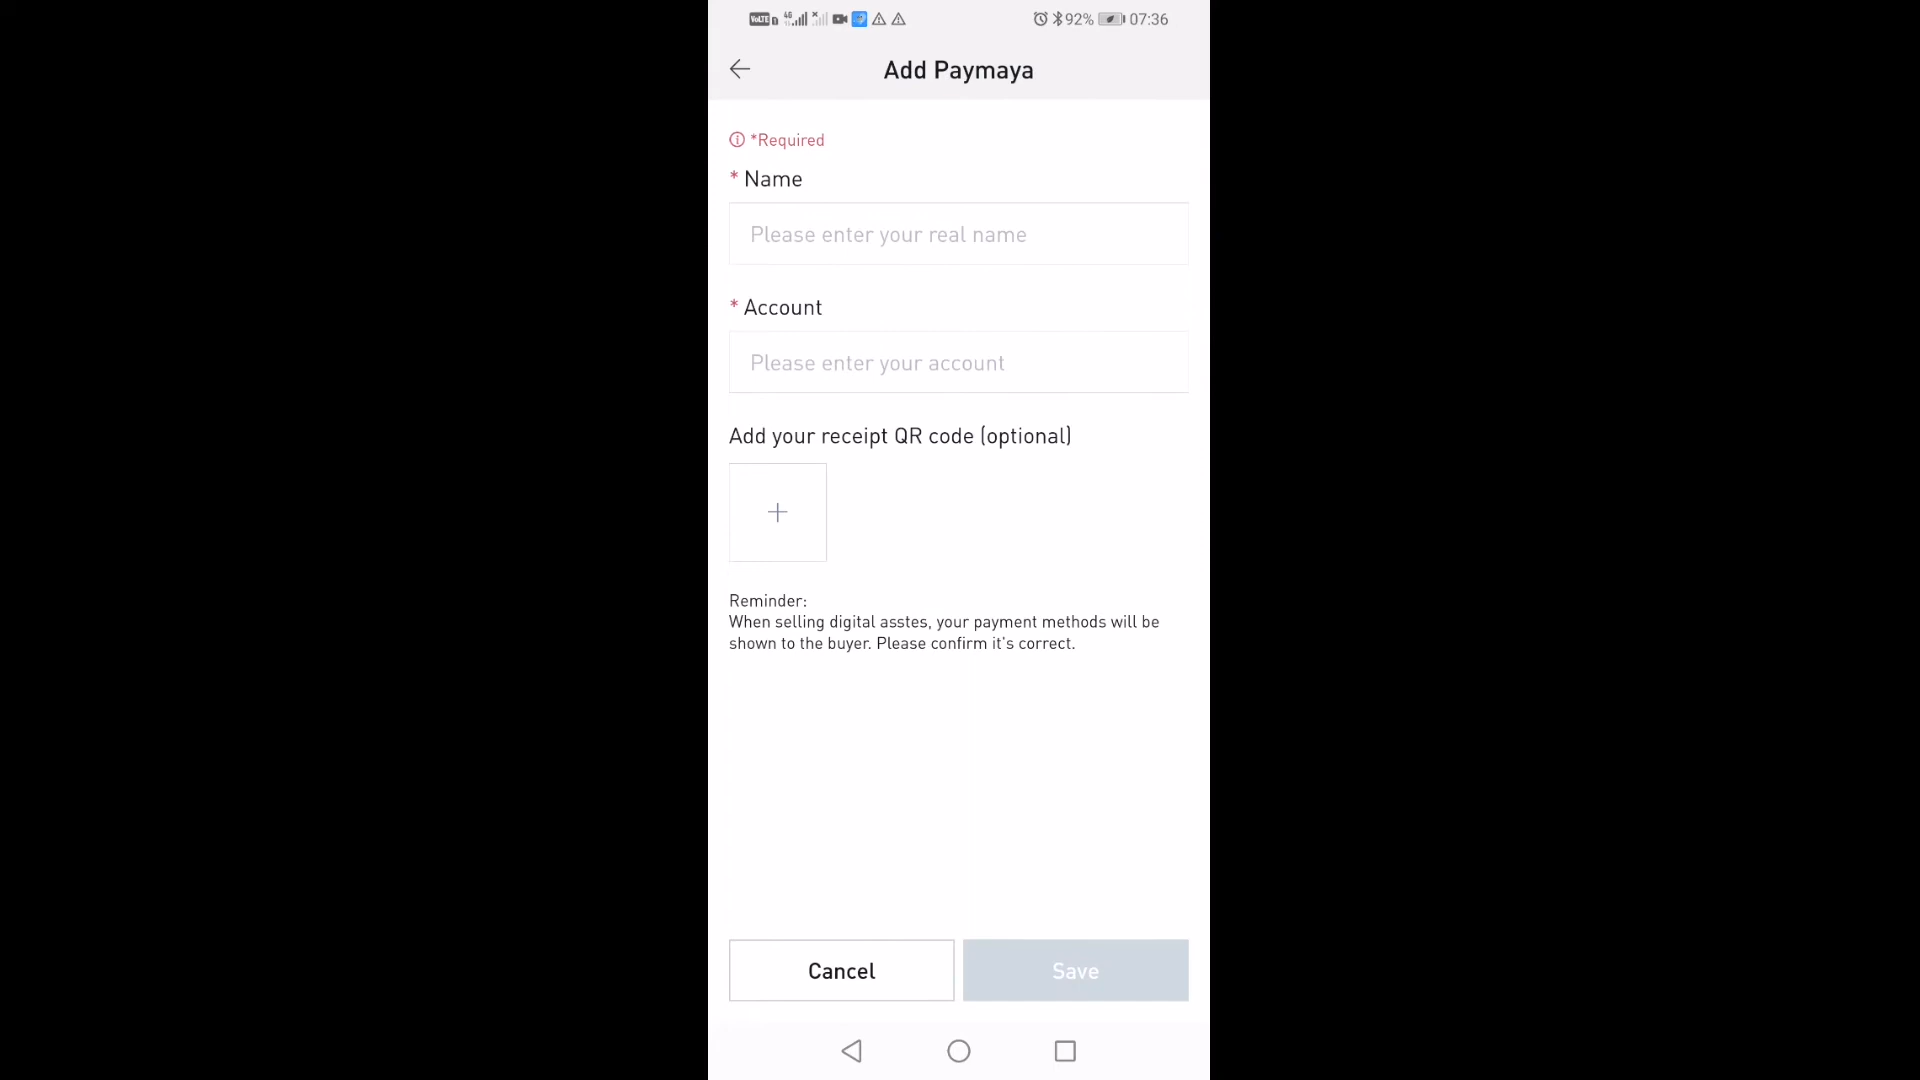 VoLTE 4G 92% 07:36
Add Paymaya
*Required
* Name
Please enter your real name
* Account
Please enter your account
Add your receipt QR code (optional)
Reminder:
When selling digital asstes, your payment methods will be
shown to the buyer. Please confirm it's correct.
Cancel Save